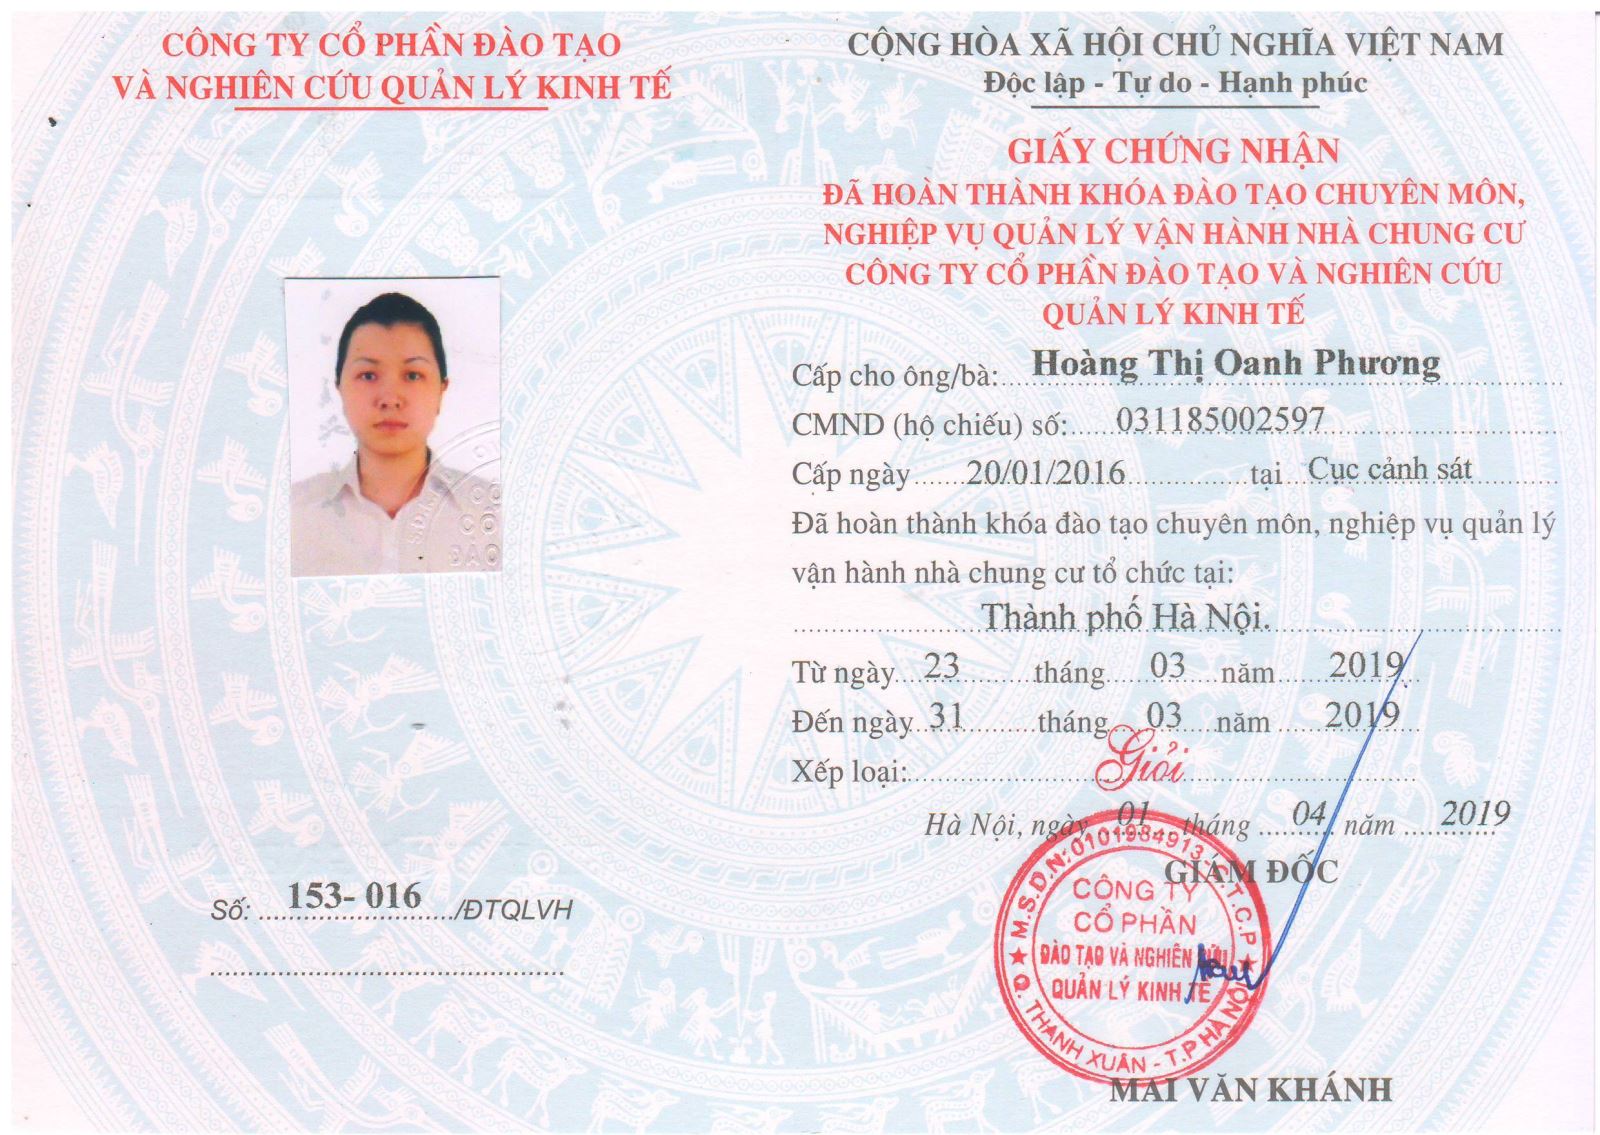 CÔNG TY CỔ PHẦN ĐÀO TẠO
VÀ NGHIÊN CỨU QUẢN LÝ KINH TẾ
Số: 153- 016 /ĐTQLVH
CỘNG HÒA XÃ HỘI CHỦ NGHĨA VIỆT NAM
Độc lập - Tự do - Hạnh phúc
GIẤY CHỨNG NHẬN
ĐÃ HOÀN THÀNH KHÓA ĐÀO TẠO CHUYÊN MÔN,
NGHIỆP VỤ QUẢN LÝ VẬN HÀNH NHÀ CHUNG CƯ
CÔNG TY CỔ PHẦN ĐÀO TẠO VÀ NGHIÊN CỨU
QUẢN LÝ KINH TẾ
Cấp cho ông/bà: Hoàng Thị Oanh Phương
CMND (hộ chiếu) số: 031185002597
Cấp ngày 20/01/2016 tại Cục cảnh sát
Đã hoàn thành khóa đào tạo chuyên môn, nghiệp vụ quản lý
vận hành nhà chung cư tổ chức tại:
Thành phố Hà Nội.
Từ ngày 23 tháng 03 năm 2019
Đến ngày 31 tháng 03 năm 2019
Xếp loại: Giỏi
Hà Nội, ngày 01 tháng 04 năm 2019
GIÁM ĐỐC
M.S.D.N: 0101984913 - C.T.C.P
CÔNG TY
CỔ PHẦN
ĐÀO TẠO VÀ NGHIÊN CỨU
QUẢN LÝ KINH TẾ
Q. THANH XUÂN - T.P HÀ NỘI
MAI VĂN KHÁNH